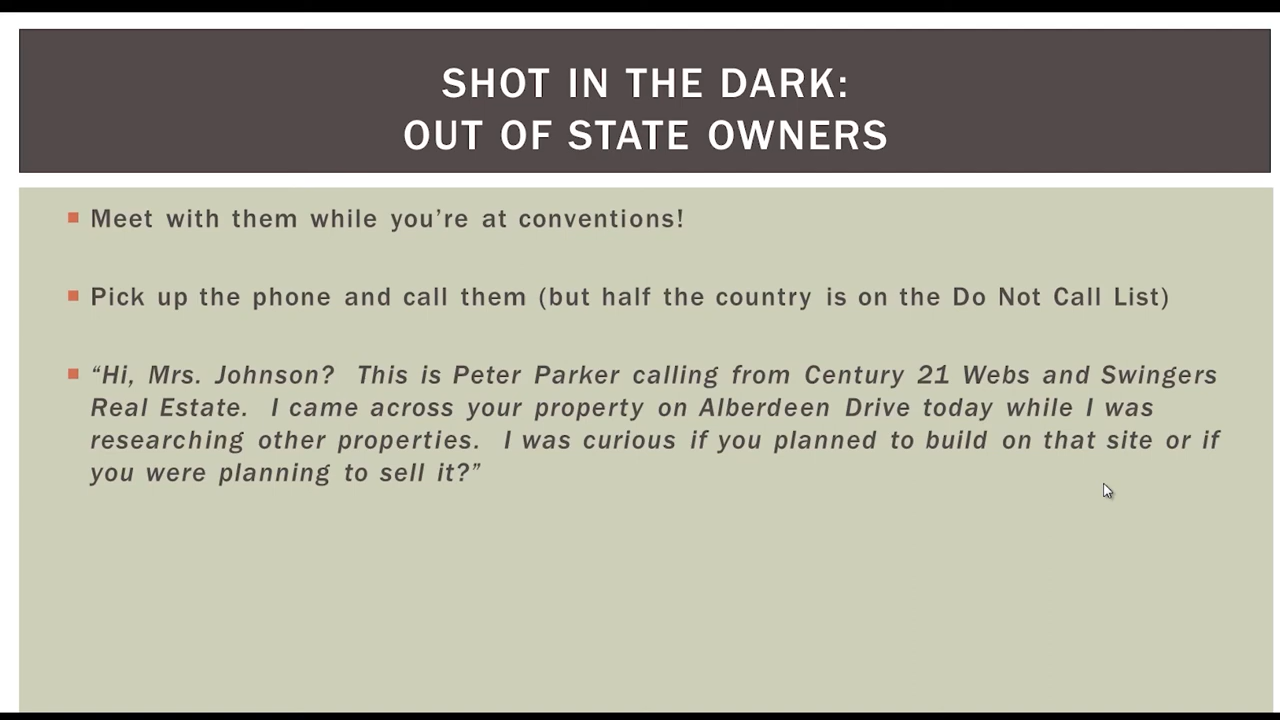 SHOT IN THE DARK:
OUT OF STATE OWNERS
Meet with them while you’re at conventions!
Pick up the phone and call them (but half the country is on the Do Not Call List)
“Hi, Mrs. Johnson?  This is Peter Parker calling from Century 21 Webs and Swingers
Real Estate.  I came across your property on Alberdeen Drive today while I was
researching other properties.  I was curious if you planned to build on that site or if
you were planning to sell it?”